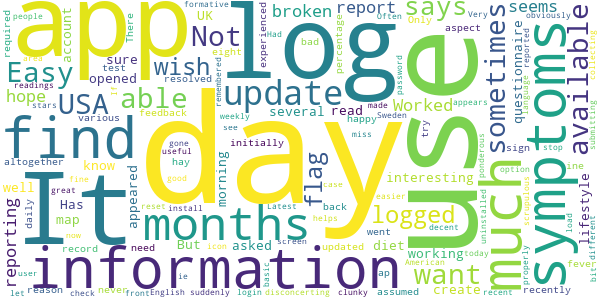 app
log
day
use
It
find
information
months
symptoms
much
update
USA
Not
Easy
able
wish
says
sometimes
available
logged
want
flag
hope
reporting
report
broken
seems
UK
account
sure
opened
read
several
Only
Worked
questionnaire
lifestyle
interesting
diet
working
create
recently
asked
appeared
morning
But
need
Has
map
well
know
record
never
There
required
people
test
various
resolved
feedback
eight
happy
initially
weekly
see
back
went
updated
assumed
try
appears
sign
option
properly
uninstalled
ponderous
scrupulous
language
reported
submitting
collecting
obviously
Often
Very
aspect
percentage
password
made
Sweden
miss
bad
Had
experienced
formative
remembered
gone
useful
hay
if
area
readings
stars
altogether
daily
fine
great
now
user
let
reason
check
front
English
suddenly
login
disconcerting
clunky
ie
basic
icon
good
reset
install
Latest
helps
screen
American
ap
easier
decent
case
today
stop
ine
load
bit
different
over